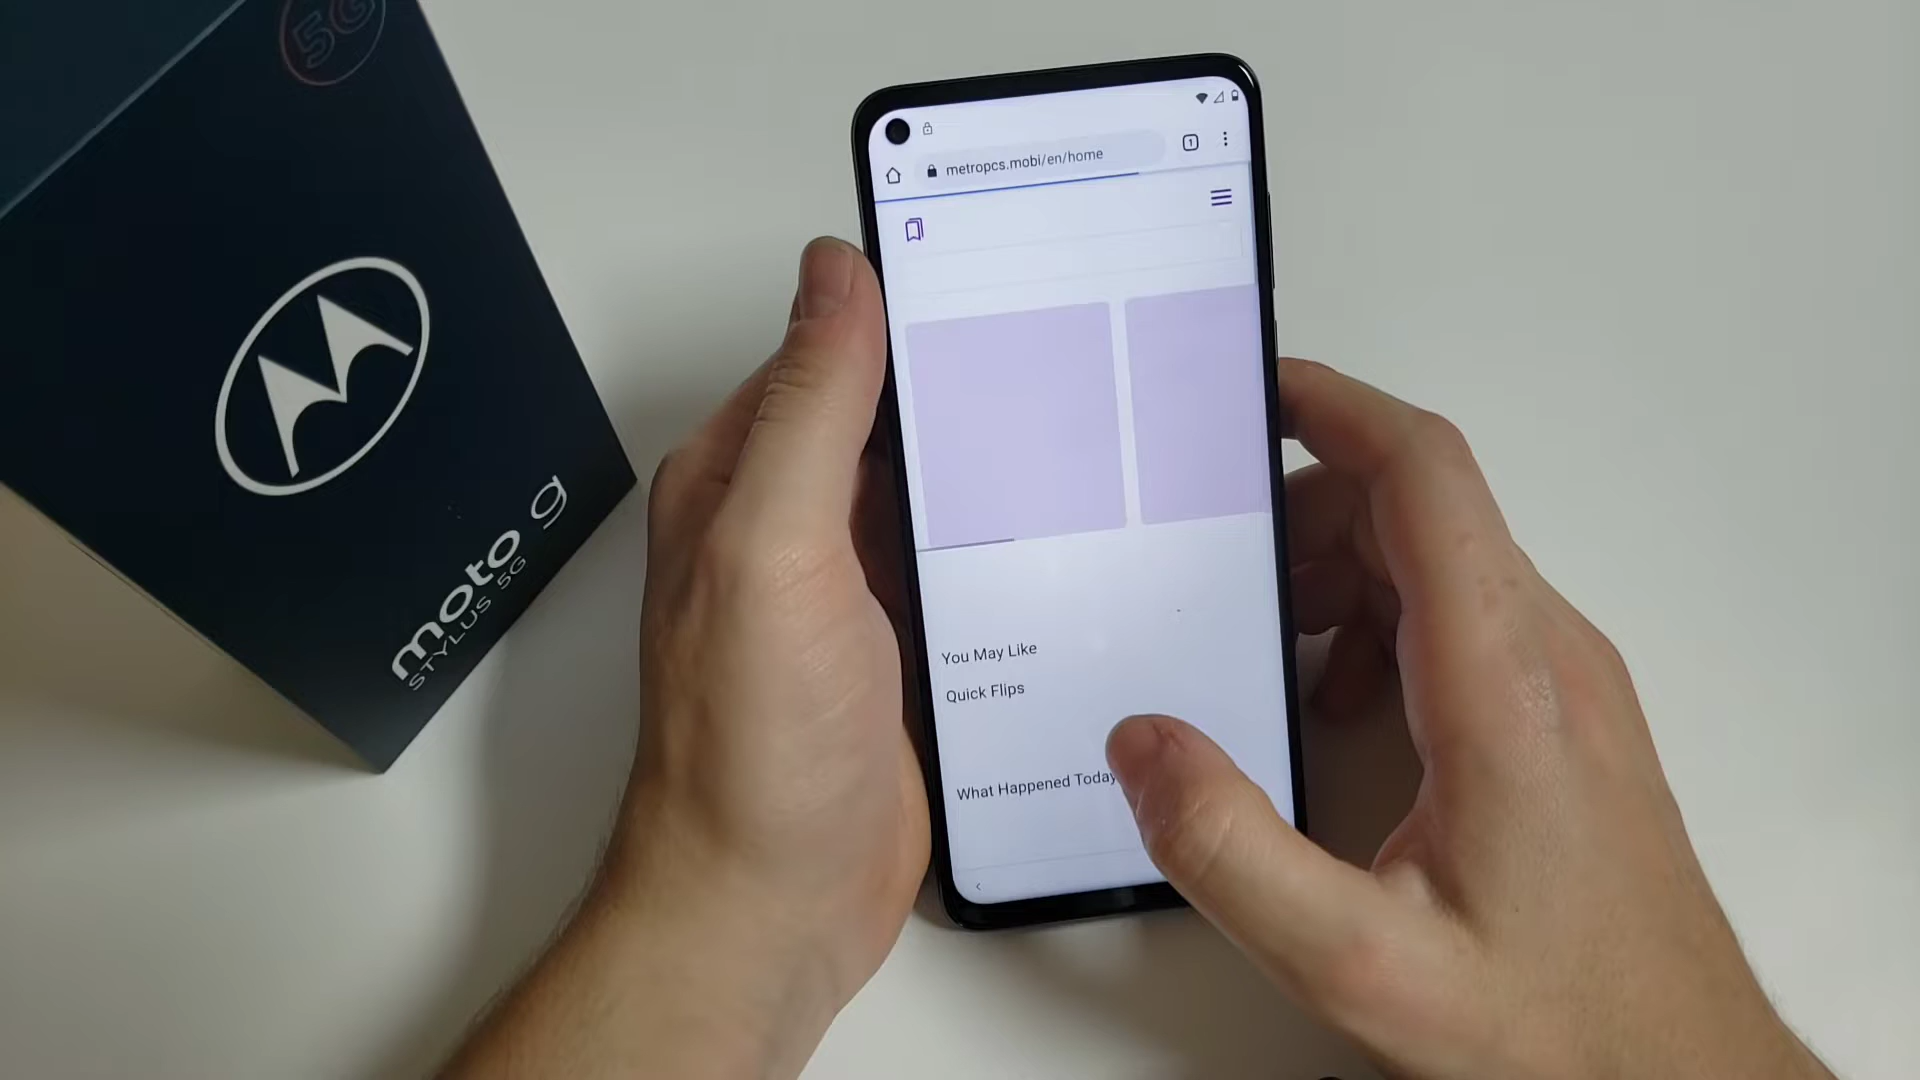 5G
moto g
STYLUS 5G
metropcs.mobi/en/home
1
You May Like
Quick Flips
What Happened Today